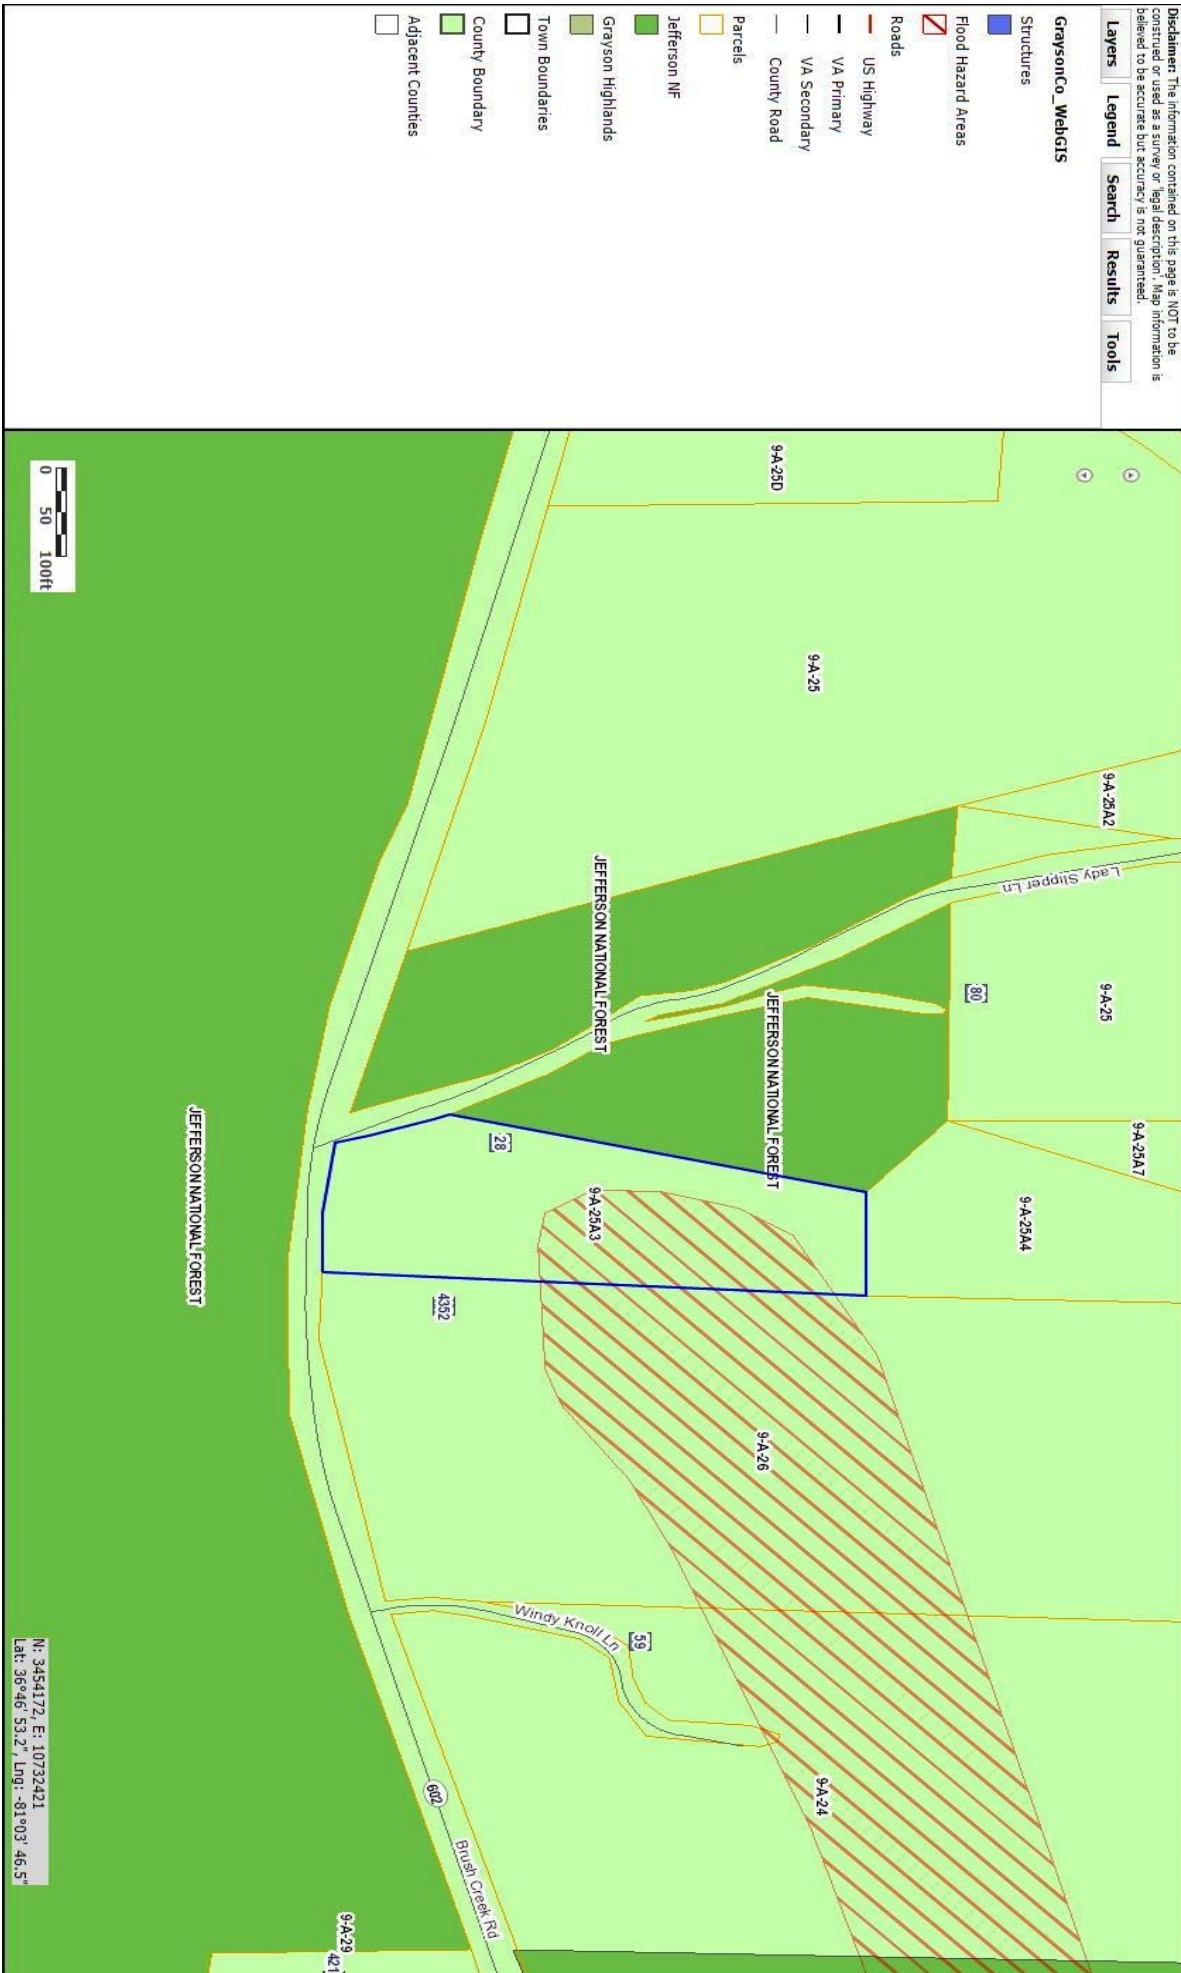 Disclaimer: The information contained on this page is NOT to be
construed or used as a survey or 'legal description'. Map information is
believed to be accurate but accuracy is not guaranteed.
Layers Legend Search Results Tools
GraysonCo_WebGIS
Structures
Flood Hazard Areas
Roads
US Highway
VA Primary
VA Secondary
County Road
Parcels
Jefferson NF
Grayson Highlands
Town Boundaries
County Boundary
Adjacent Counties
9-A-25A2
Lady Slipper Ln
9-A-25A7
9-A-25
80
9-A-25A4
9-A-25D
9-A-25
JEFFERSON NATIONAL FOREST
JEFFERSON NATIONAL FOREST
28
9-A-25A3
4352
9-A-26
Windy Knoll Ln
59
9-A-24
602
Brush Creek Rd
9-A-29
421
JEFFERSON NATIONAL FOREST
0 50 100ft
N: 3454172, E: 10732421
Lat: 36°46' 53.2", Lng: -81°03' 46.5"